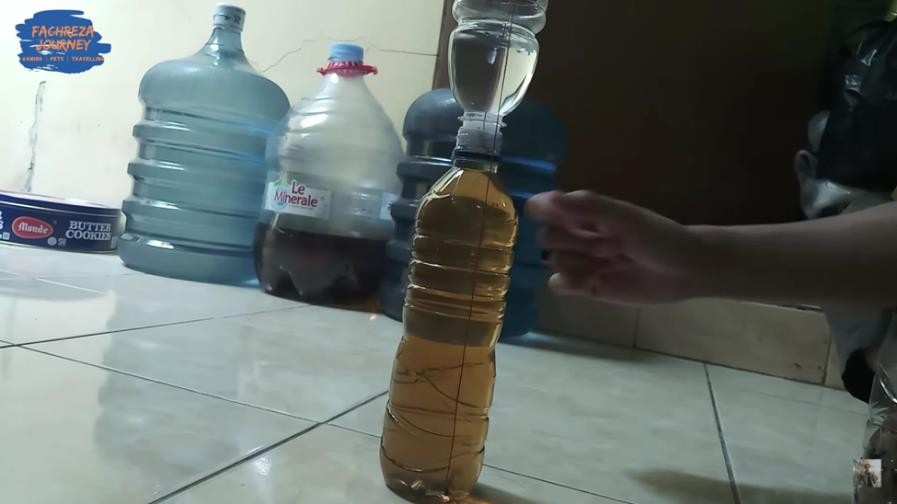 FACHREZA
JOURNEY
GAMING | PETS | TRAVELLING
Le
Minerale
Monde
BUTTER
COOKIES